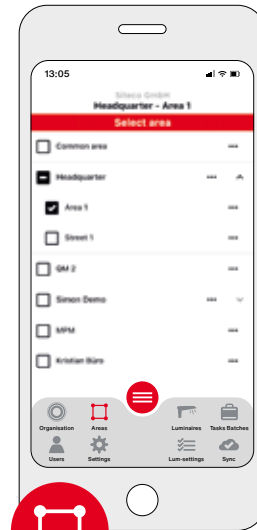 13:05
Siteco GmbH
Headquarter - Area 1
Select area
Common area
Headquarter
Area 1
Street 1
QM 2
Simon Demo
MPM
Kristian Büro
Organisation Areas Luminaires Tasks Batches
Users Settings Lum-settings Sync